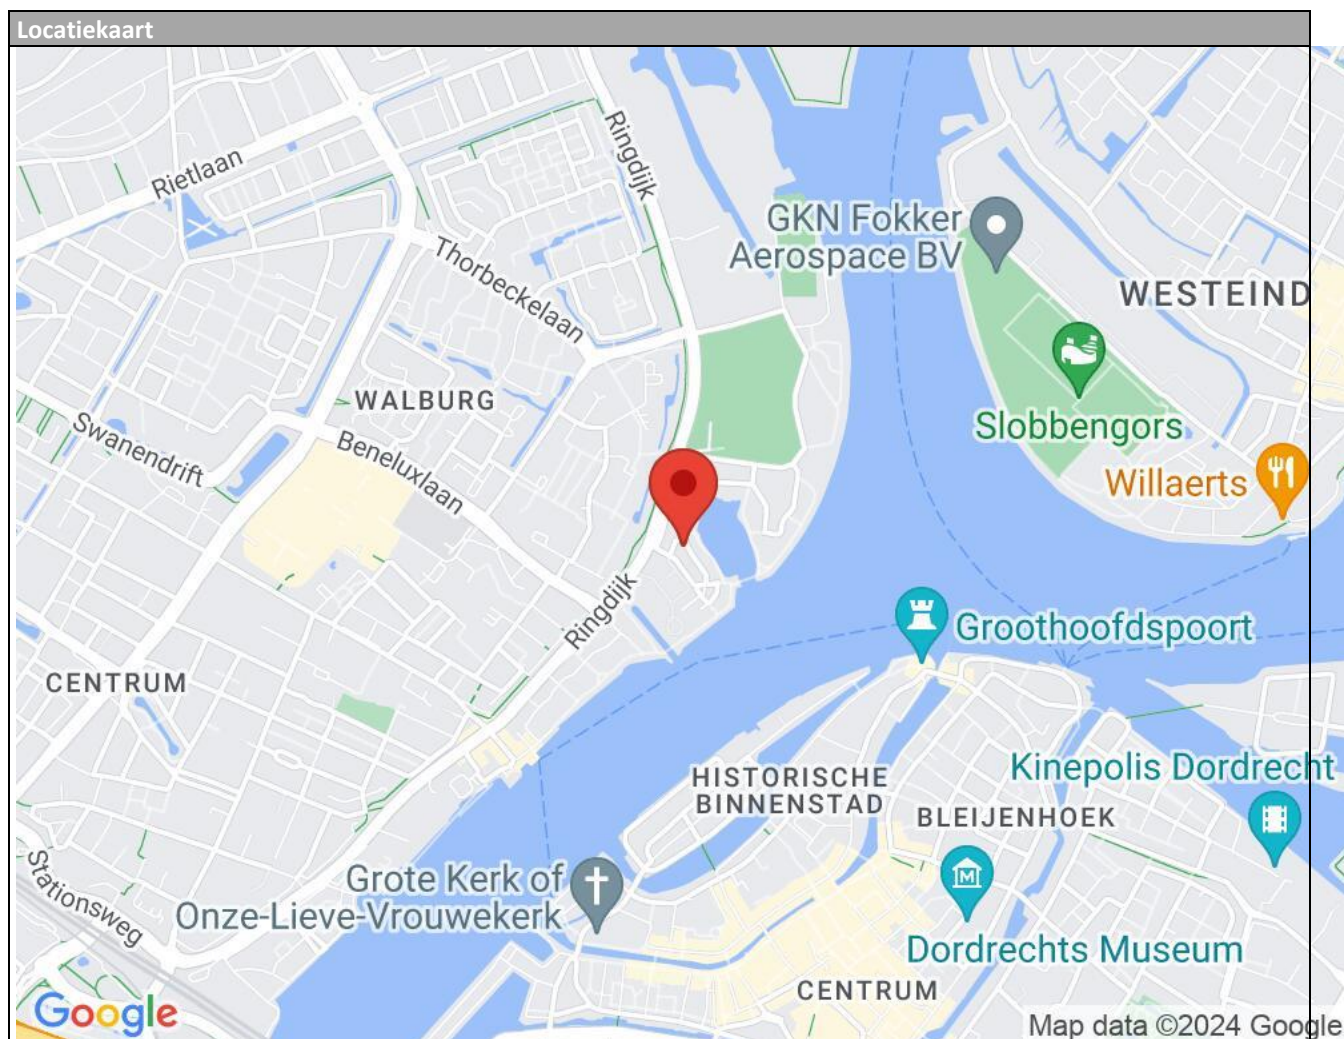 Locatiekaart
Ringdijk
Rietlaan
GKN Fokker
Aerospace BV
Thorbeckelaan
WESTEIND
WALBURG
Swanendrift
Beneluxlaan
Slobbengors
Willaerts
Ringdijk
Groothoofdspoort
CENTRUM
HISTORISCHE
BINNENSTAD
Kinepolis Dordrecht
BLEIJENHOEK
Stationsweg
Grote Kerk of
Onze-Lieve-Vrouwekerk
M
Dordrechts Museum
CENTRUM
Google
Map data ©2024 Google